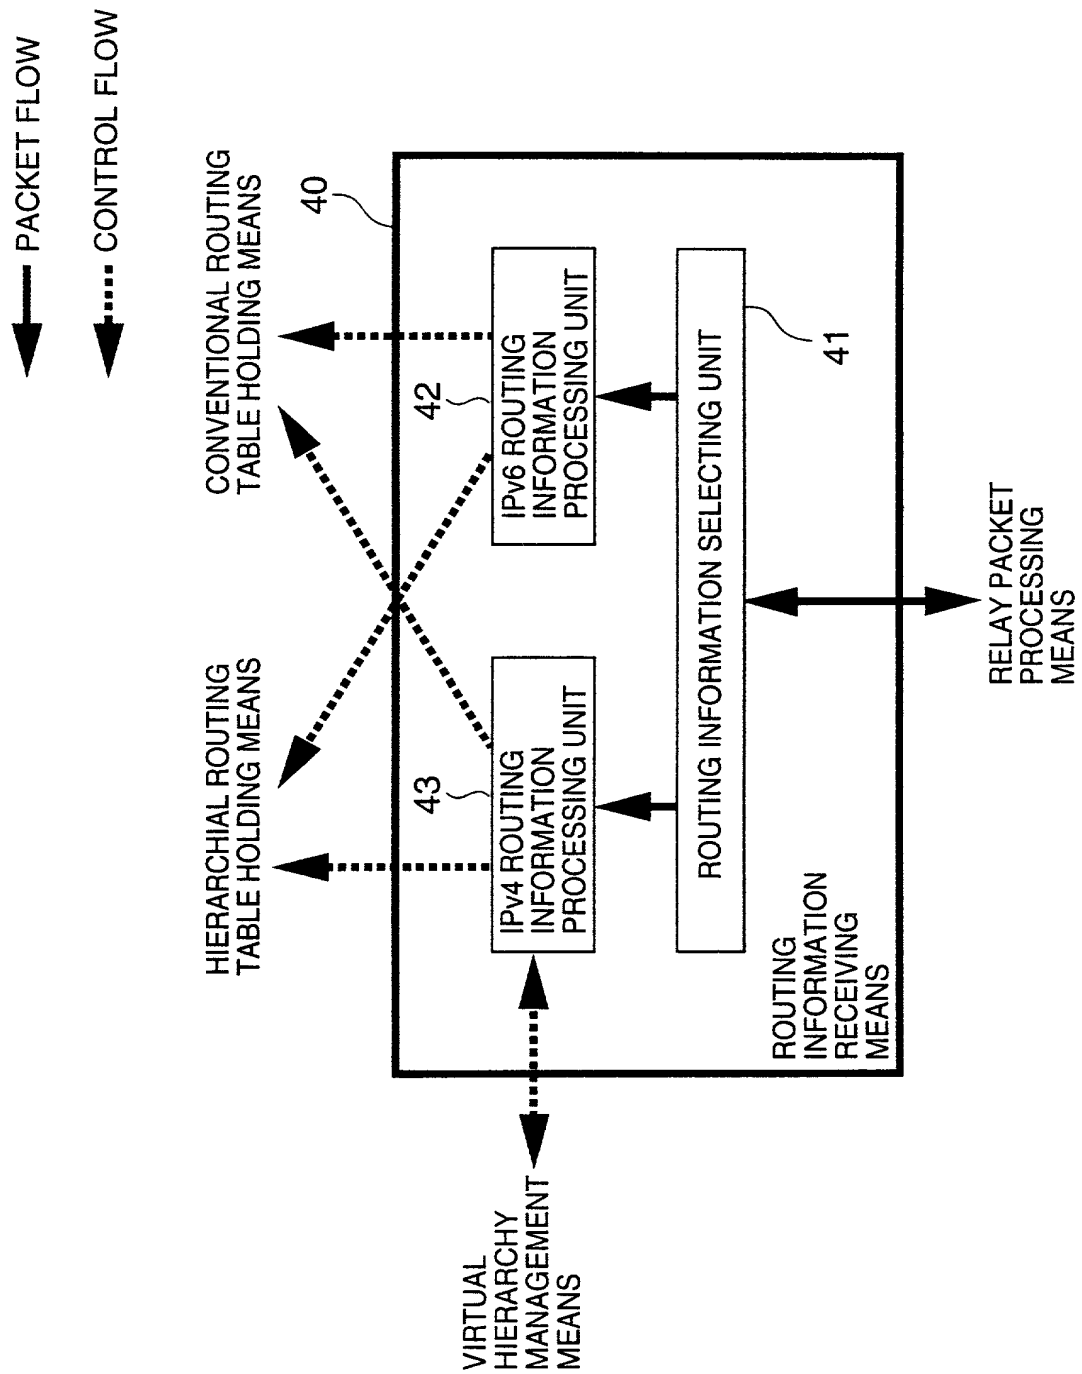 PACKET FLOW
CONTROL FLOW
HIERARCHIAL ROUTING
TABLE HOLDING MEANS
CONVENTIONAL ROUTING
TABLE HOLDING MEANS
40
43
42
VIRTUAL
HIERARCHY
MANAGEMENT
MEANS
IPv4 ROUTING
INFORMATION
PROCESSING UNIT
IPv6 ROUTING
INFORMATION
PROCESSING UNIT
ROUTING INFORMATION SELECTING UNIT
41
ROUTING
INFORMATION
RECEIVING
MEANS
RELAY PACKET
PROCESSING
MEANS